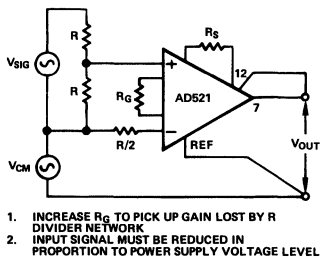 RS
R
VSIG
+
12
R
RG
AD521
7
−
R/2
REF
VOUT
VCM
1. INCREASE RG TO PICK UP GAIN LOST BY R
DIVIDER NETWORK
2. INPUT SIGNAL MUST BE REDUCED IN
PROPORTION TO POWER SUPPLY VOLTAGE LEVEL